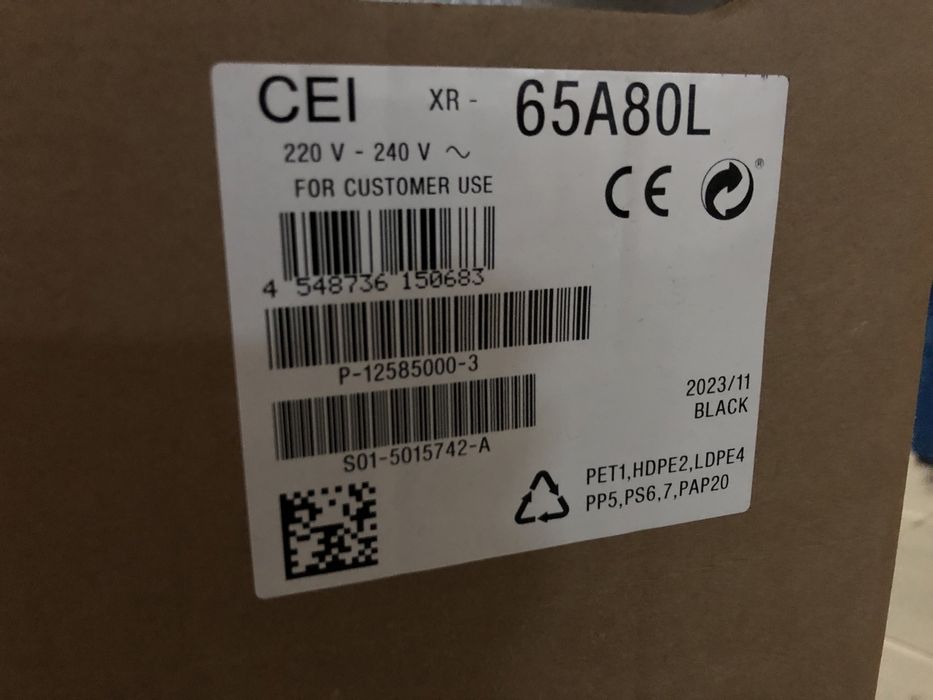 CEI XR - 65A80L
220 V - 240 V ~
FOR CUSTOMER USE
CE
®
4 548736 150683
P-12585000-3
2023/11
BLACK
S01-5015742-A
PET1,HDPE2,LDPE4
PP5,PS6,7,PAP20